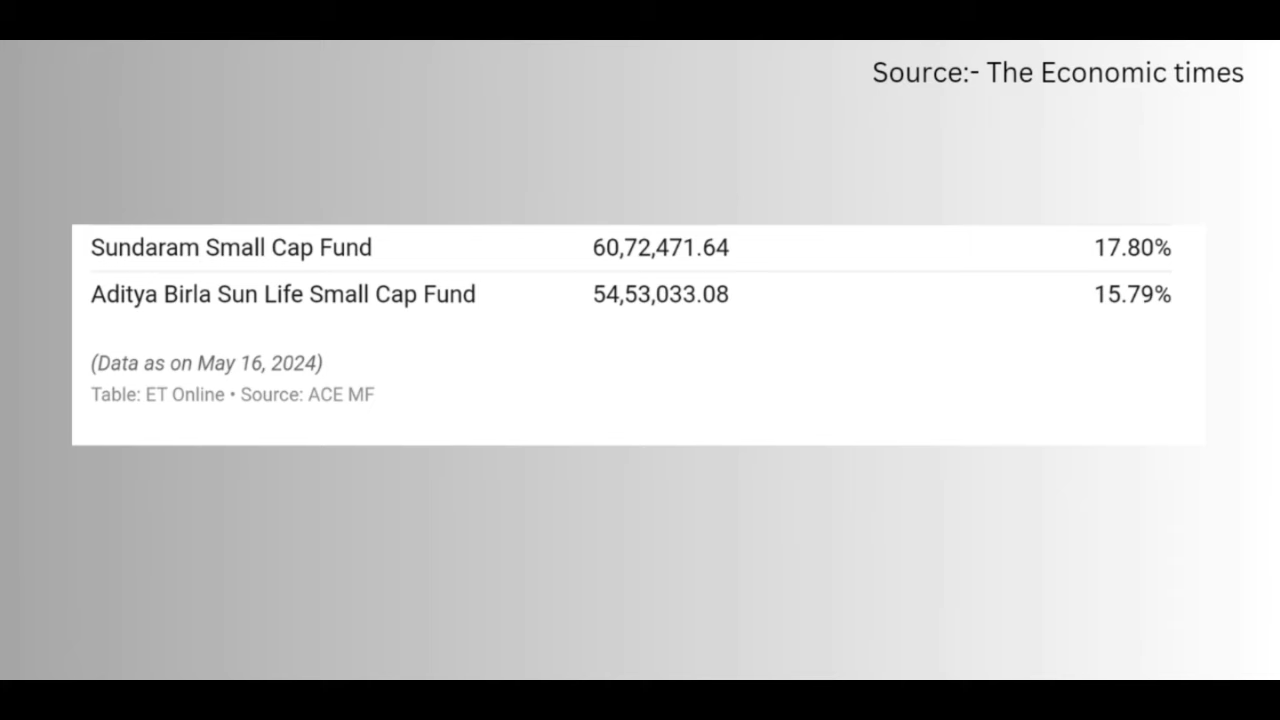 Source:- The Economic times
Sundaram Small Cap Fund 60,72,471.64 17.80%
Aditya Birla Sun Life Small Cap Fund 54,53,033.08 15.79%
(Data as on May 16, 2024)
Table: ET Online • Source: ACE MF